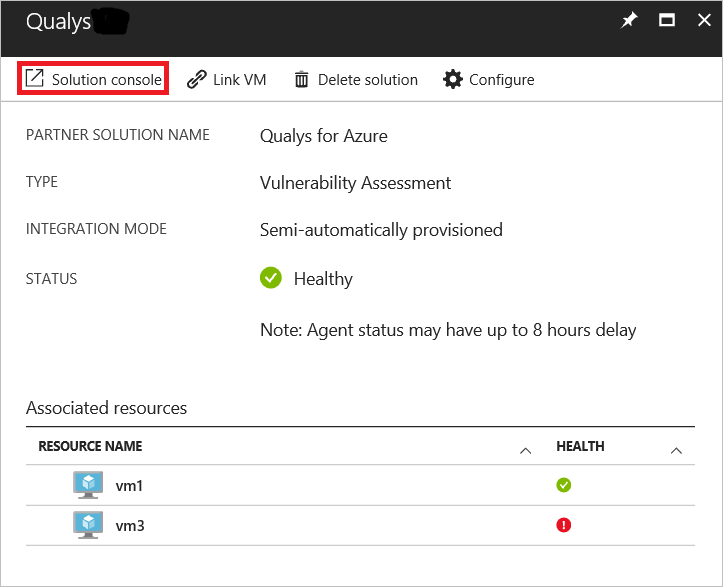 Qualys
Solution console Link VM Delete solution Configure
PARTNER SOLUTION NAME Qualys for Azure
TYPE Vulnerability Assessment
INTEGRATION MODE Semi-automatically provisioned
STATUS Healthy
Note: Agent status may have up to 8 hours delay
Associated resources
RESOURCE NAME HEALTH
vm1
vm3